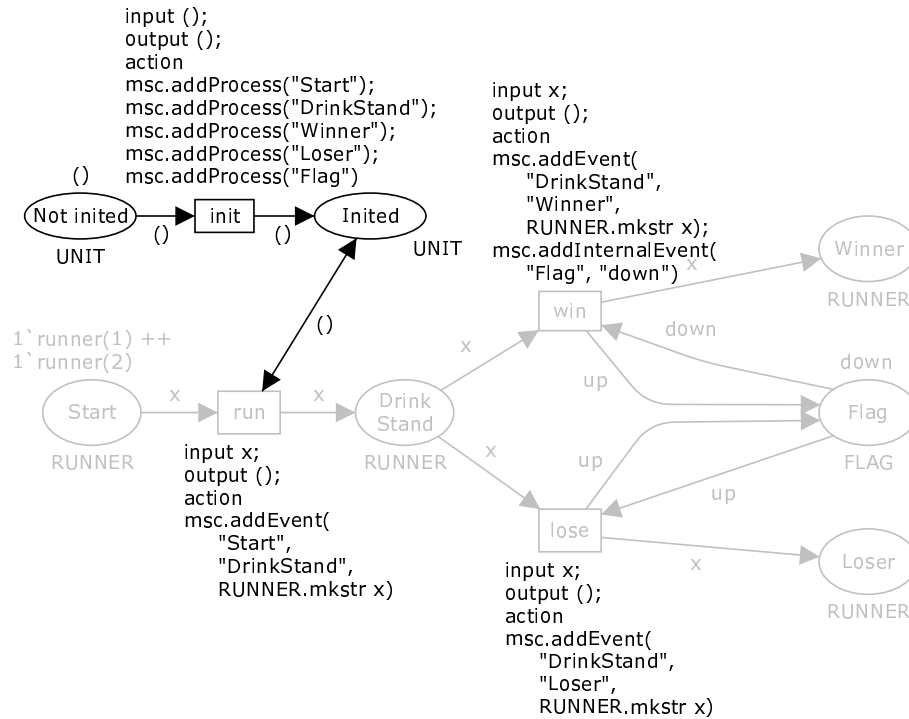 input ();
output ();
action
msc.addProcess("Start");
msc.addProcess("DrinkStand");
msc.addProcess("Winner");
msc.addProcess("Loser");
msc.addProcess("Flag")
()
Not inited
()
init
()
Inited
UNIT
UNIT
()
input x;
output ();
action
msc.addEvent(
"DrinkStand",
"Winner",
RUNNER.mkstr x);
msc.addInternalEvent(
"Flag", "down")
x
Winner
RUNNER
win
down
1`runner(1) ++
1`runner(2)
x
up
down
Start
x
run
x
Drink
Stand
Flag
RUNNER
RUNNER
FLAG
x
up
up
input x;
output ();
action
msc.addEvent(
"Start",
"DrinkStand",
RUNNER.mkstr x)
lose
x
Loser
RUNNER
input x;
output ();
action
msc.addEvent(
"DrinkStand",
"Loser",
RUNNER.mkstr x)